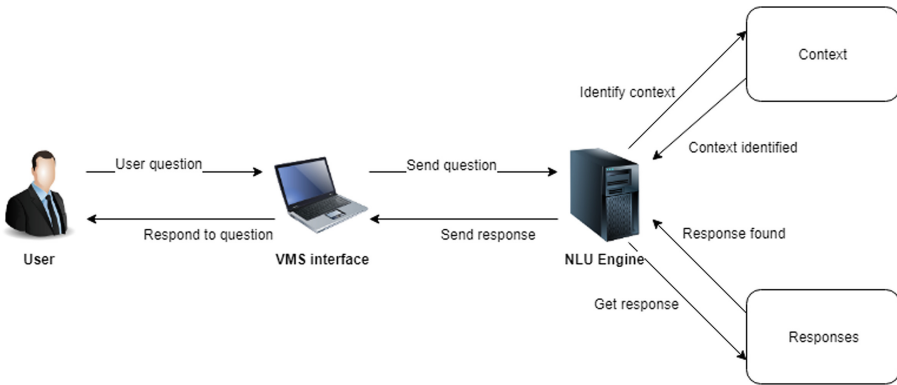 Context
Identify context
Context identified
User question
Send question
Respond to question
Send response
Response found
User
VMS interface
NLU Engine
Get response
Responses